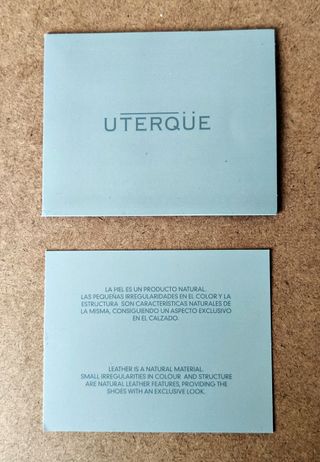 UTERQÜE
LA PIEL ES UN PRODUCTO NATURAL.
LAS PEQUEÑAS IRREGULARIDADES EN EL COLOR Y LA
ESTRUCTURA SON CARACTERÍSTICAS NATURALES DE
LA MISMA, CONSIGUIENDO UN ASPECTO EXCLUSIVO
EN EL CALZADO.
LEATHER IS A NATURAL MATERIAL.
SMALL IRREGULARITIES IN COLOUR AND STRUCTURE
ARE NATURAL LEATHER FEATURES, PROVIDING THE
SHOES WITH AN EXCLUSIVE LOOK.